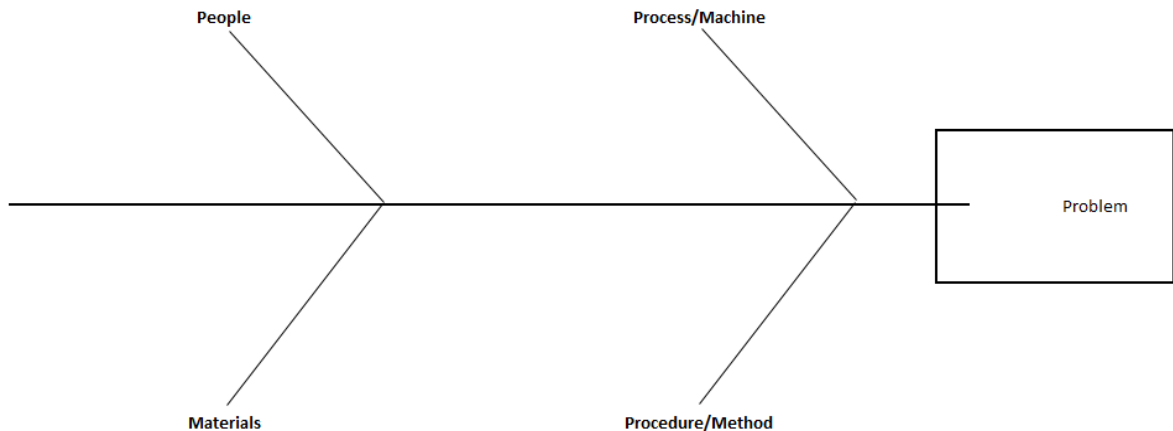 People
Process/Machine
Problem
Materials
Procedure/Method